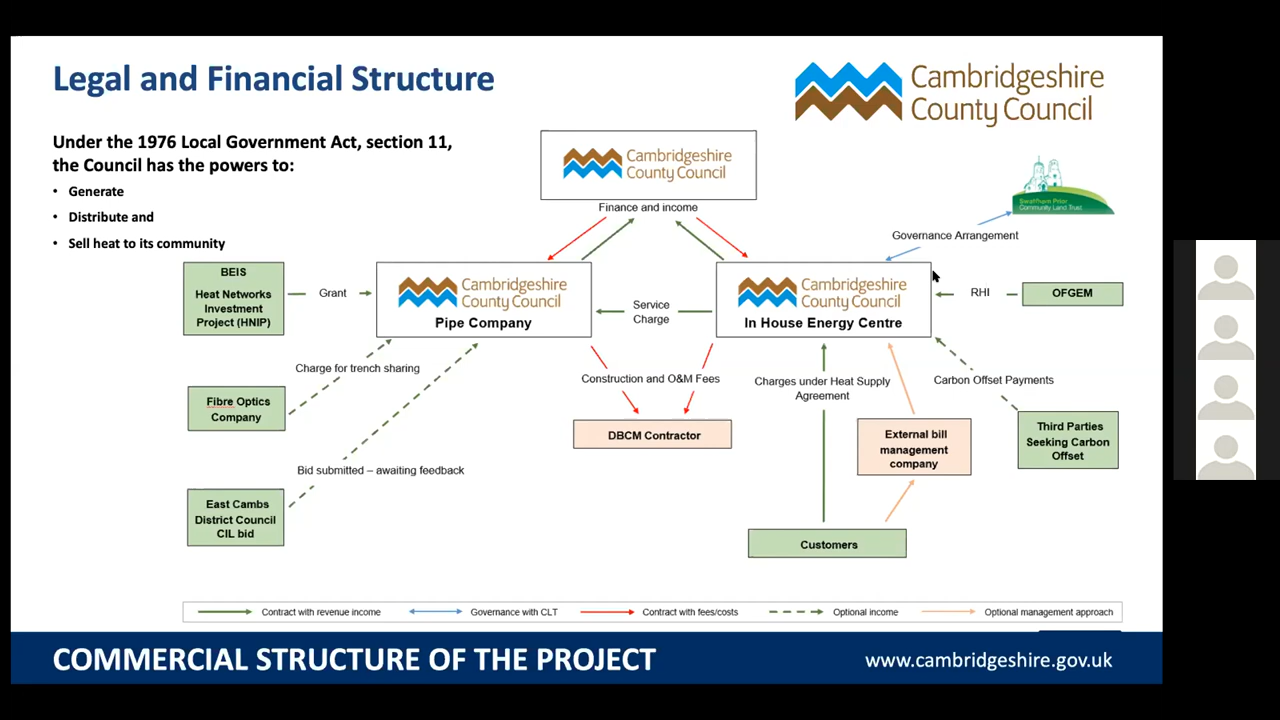 Legal and Financial Structure
Cambridgeshire
County Council
Under the 1976 Local Government Act, section 11,
the Council has the powers to:
• Generate
• Distribute and
• Sell heat to its community
Cambridgeshire
County Council
Finance and income
Swaffham Prior
Community Land Trust
Governance Arrangement
BEIS
Heat Networks
Investment
Project (HNIP)
Grant
Cambridgeshire
County Council
Pipe Company
Service
Charge
Cambridgeshire
County Council
In House Energy Centre
RHI
OFGEM
Charge for trench sharing
Construction and O&M Fees
Charges under Heat Supply
Agreement
Carbon Offset Payments
Fibre Optics
Company
DBCM Contractor
External bill
management
company
Third Parties
Seeking Carbon
Offset
Bid submitted – awaiting feedback
East Cambs
District Council
CIL bid
Customers
Contract with revenue income
Governance with CLT
Contract with fees/costs
Optional income
Optional management approach
COMMERCIAL STRUCTURE OF THE PROJECT
www.cambridgeshire.gov.uk